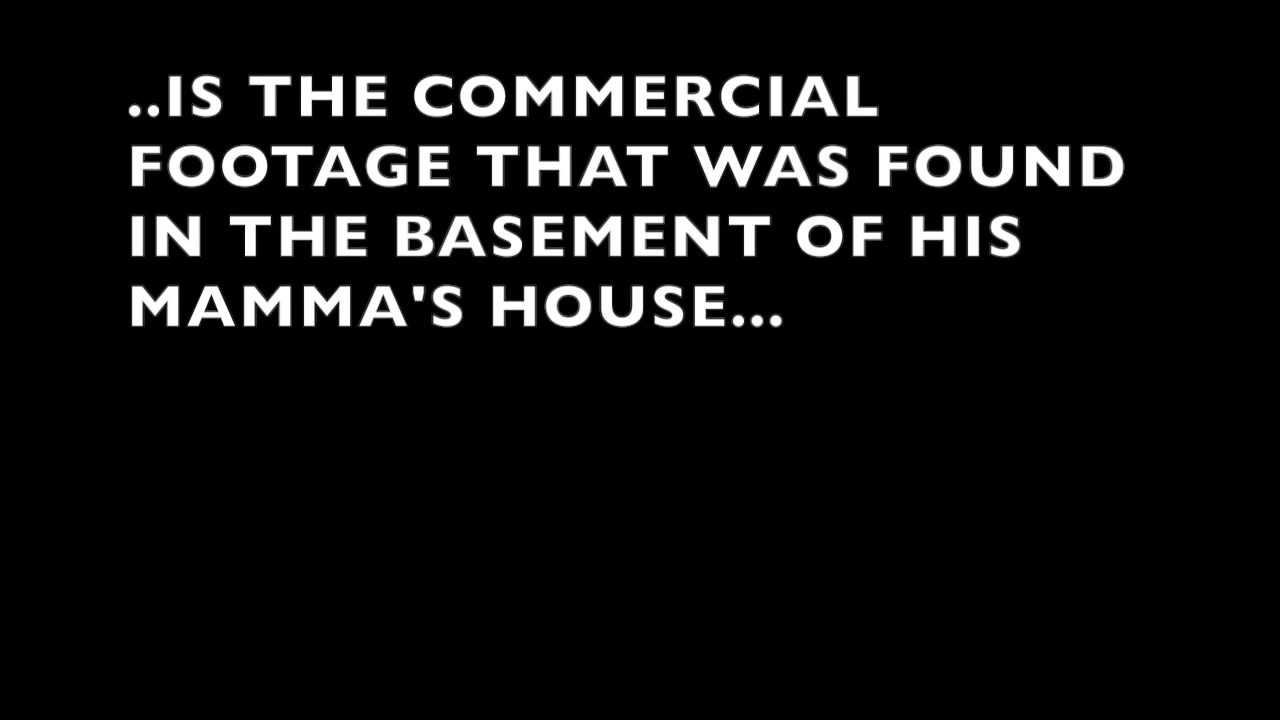 ..IS THE COMMERCIAL
FOOTAGE THAT WAS FOUND
IN THE BASEMENT OF HIS
MAMMA'S HOUSE...